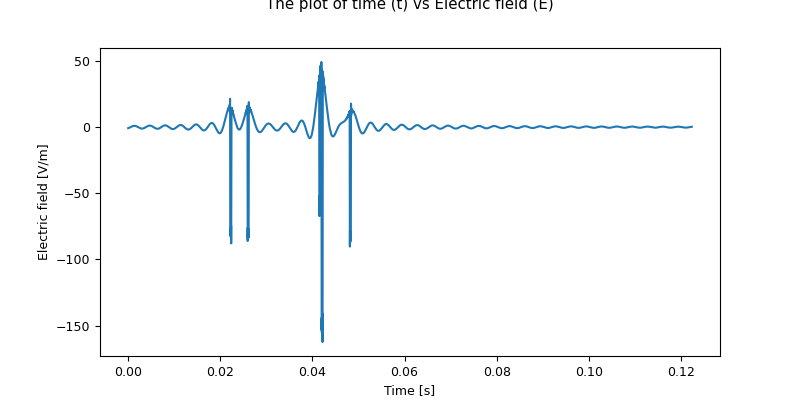 The plot of time (t) vs Electric field (E)
50
0
−50
−100
−150
Electric field [V/m]
0.00 0.02 0.04 0.06 0.08 0.10 0.12
Time [s]